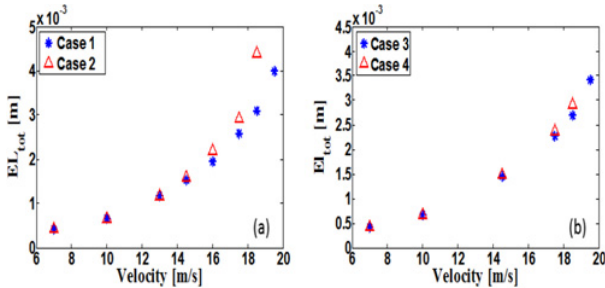 5 ×10⁻³
Case 1
Case 2
4
3
2
1
0
EL_tot [m]
6 8 10 12 14 16 18 20
Velocity [m/s]
(a)
4.5 ×10⁻³
Case 3
Case 4
4
3.5
3
2.5
2
1.5
1
0.5
0
El_tot [m]
6 8 10 12 14 16 18 20
Velocity [m/s]
(b)